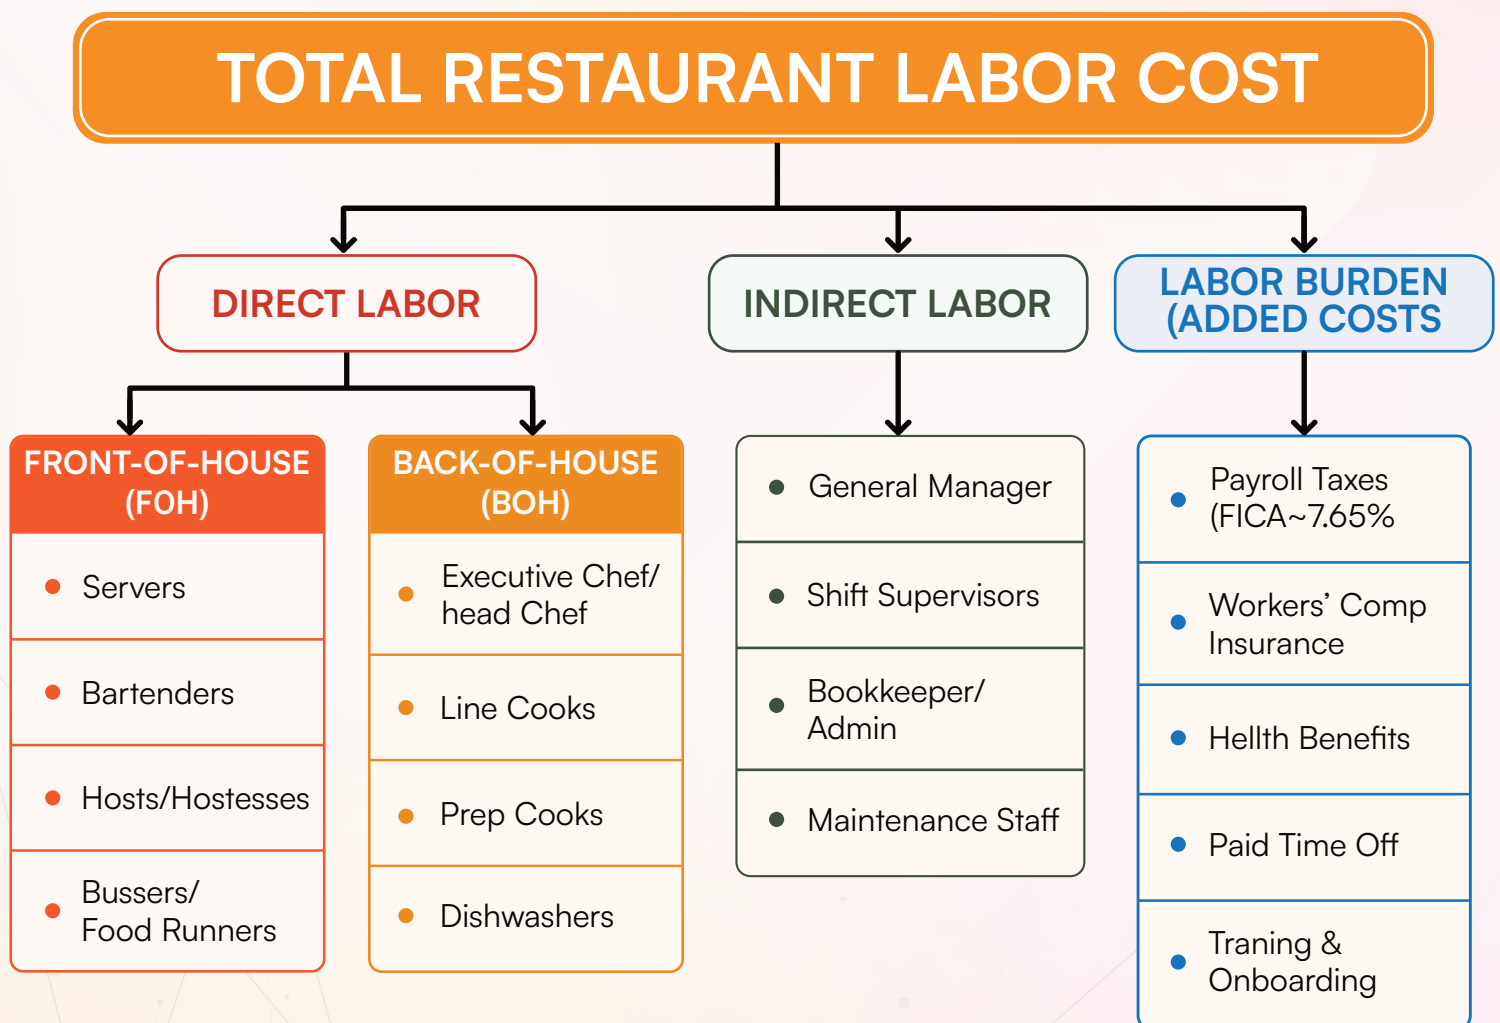 TOTAL RESTAURANT LABOR COST
DIRECT LABOR
INDIRECT LABOR
LABOR BURDEN
(ADDED COSTS
FRONT-OF-HOUSE
(F0H)
Servers
Bartenders
Hosts/Hostesses
Bussers/
Food Runners
BACK-OF-HOUSE
(BOH)
Executive Chef/
head Chef
Line Cooks
Prep Cooks
Dishwashers
General Manager
Shift Supervisors
Bookkeeper/
Admin
Maintenance Staff
Payroll Taxes
(FICA~7.65%
Workers’ Comp
Insurance
Hellth Benefits
Paid Time Off
Traning &
Onboarding